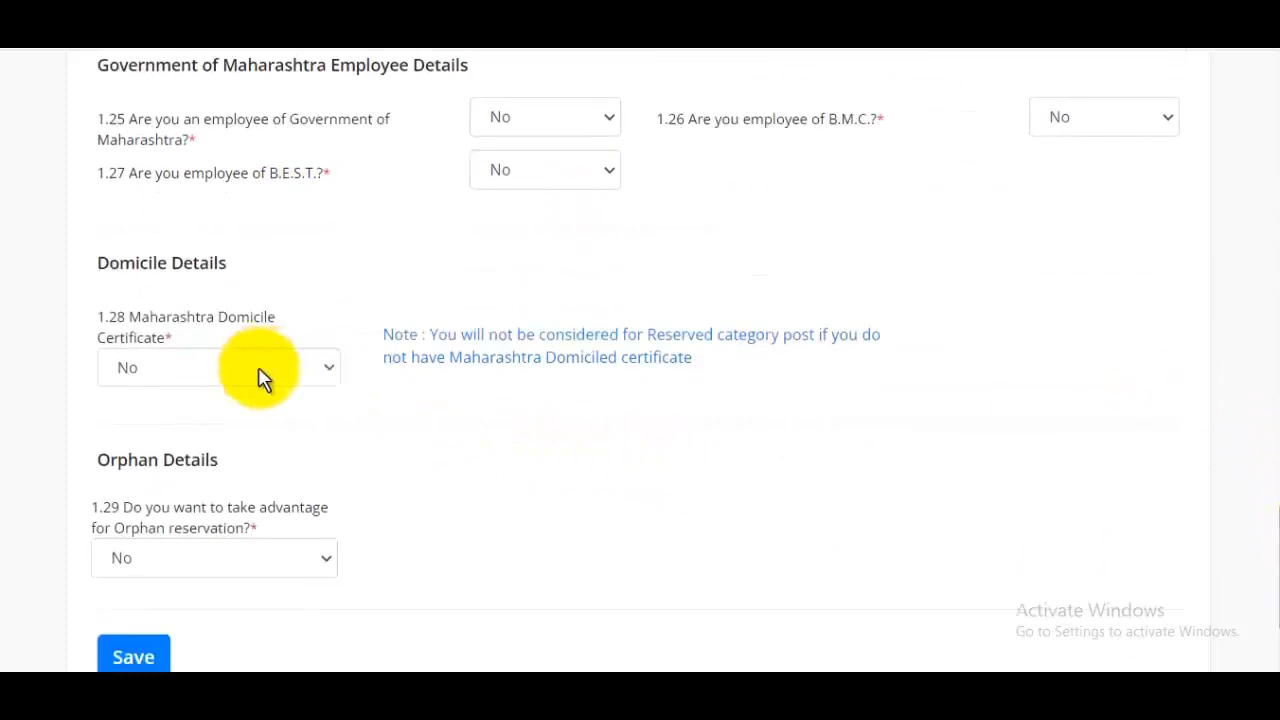 Government of Maharashtra Employee Details
1.25 Are you an employee of Government of
Maharashtra?*
No
1.26 Are you employee of B.M.C.?*
No
1.27 Are you employee of B.E.S.T.?*
No
Domicile Details
1.28 Maharashtra Domicile
Certificate*
No
Note : You will not be considered for Reserved category post if you do
not have Maharashtra Domiciled certificate
Orphan Details
1.29 Do you want to take advantage
for Orphan reservation?*
No
Activate Windows
Go to Settings to activate Windows.
Save